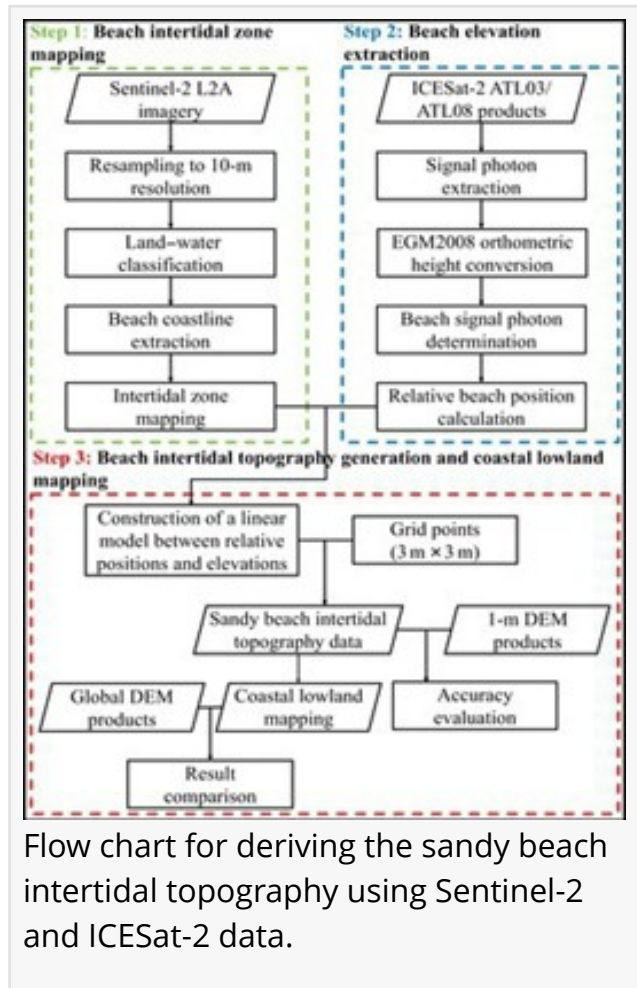 Step 1: Beach intertidal zone
mapping
Sentinel-2 L2A
imagery
Resampling to 10-m
resolution
Land–water
classification
Beach coastline
extraction
Intertidal zone
mapping
Step 2: Beach elevation
extraction
ICESat-2 ATL03/
ATL08 products
Signal photon
extraction
EGM2008 orthometric
height conversion
Beach signal photon
determination
Relative beach position
calculation
Step 3: Beach intertidal topography generation and coastal lowland
mapping
Construction of a linear
model between relative
positions and elevations
Grid points
(3 m × 3 m)
Sandy beach intertidal
topography data
1-m DEM
products
Global DEM
products
Coastal lowland
mapping
Accuracy
evaluation
Result
comparison
Flow chart for deriving the sandy beach
intertidal topography using Sentinel-2
and ICESat-2 data.